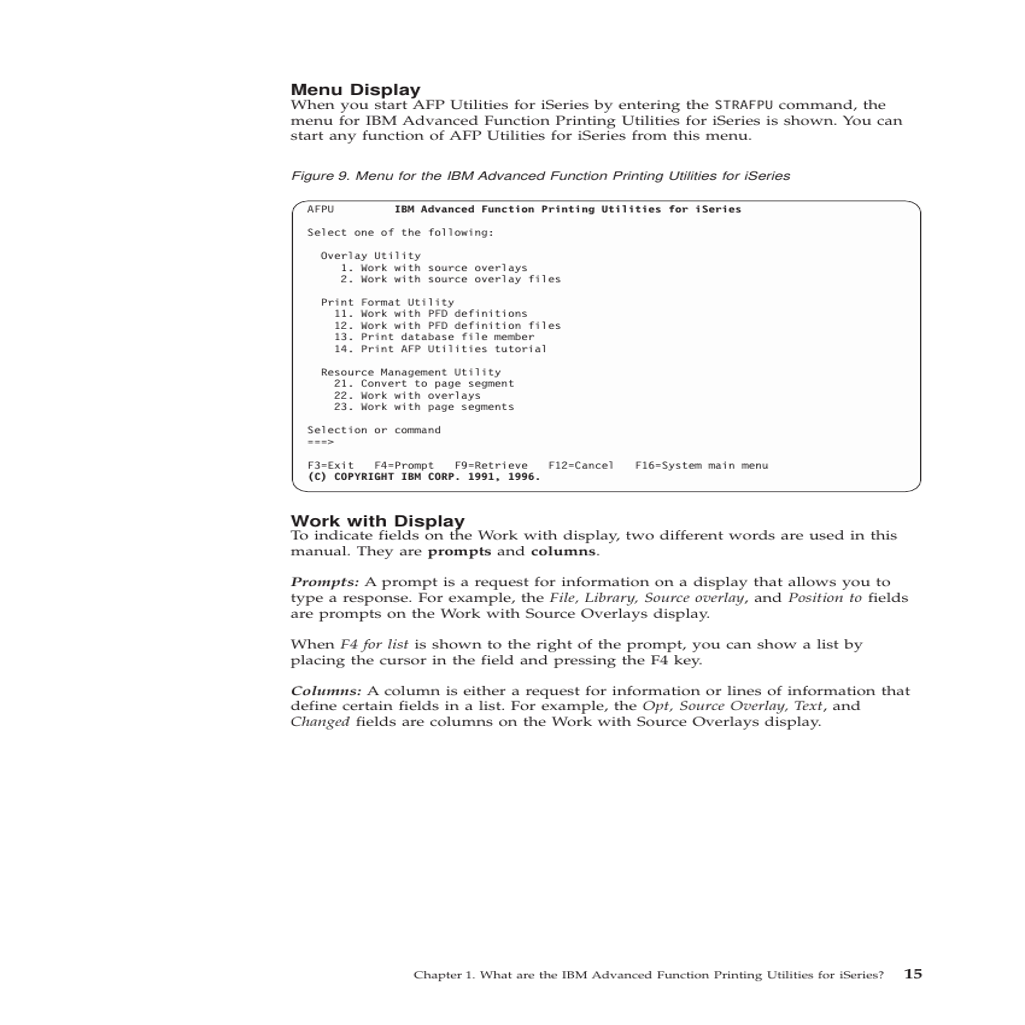 Menu Display
When you start AFP Utilities for iSeries by entering the STRAFPU command, the
menu for IBM Advanced Function Printing Utilities for iSeries is shown. You can
start any function of AFP Utilities for iSeries from this menu.
Figure 9. Menu for the IBM Advanced Function Printing Utilities for iSeries
AFPU IBM Advanced Function Printing Utilities for iSeries
Select one of the following:
Overlay Utility
1. Work with source overlays
2. Work with source overlay files
Print Format Utility
11. Work with PFD definitions
12. Work with PFD definition files
13. Print database file member
14. Print AFP Utilities tutorial
Resource Management Utility
21. Convert to page segment
22. Work with overlays
23. Work with page segments
Selection or command
===>
F3=Exit F4=Prompt F9=Retrieve F12=Cancel F16=System main menu
(C) COPYRIGHT IBM CORP. 1991, 1996.
Work with Display
To indicate fields on the Work with display, two different words are used in this
manual. They are prompts and columns.
Prompts: A prompt is a request for information on a display that allows you to
type a response. For example, the File, Library, Source overlay, and Position to fields
are prompts on the Work with Source Overlays display.
When F4 for list is shown to the right of the prompt, you can show a list by
placing the cursor in the field and pressing the F4 key.
Columns: A column is either a request for information or lines of information that
define certain fields in a list. For example, the Opt, Source Overlay, Text, and
Changed fields are columns on the Work with Source Overlays display.
Chapter 1. What are the IBM Advanced Function Printing Utilities for iSeries? 15